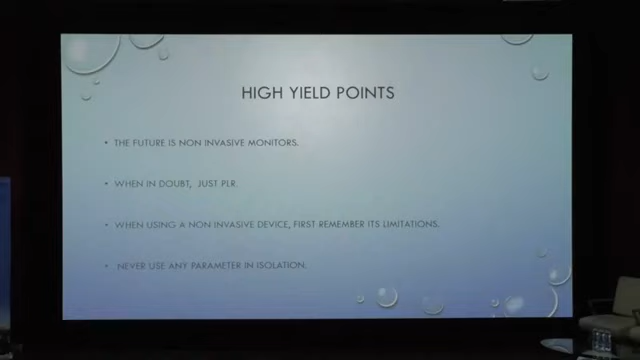 HIGH YIELD POINTS
• THE FUTURE IS NON INVASIVE MONITORS.
• WHEN IN DOUBT, JUST PLR.
• WHEN USING A NON INVASIVE DEVICE, FIRST REMEMBER ITS LIMITATIONS.
• NEVER USE ANY PARAMETER IN ISOLATION.